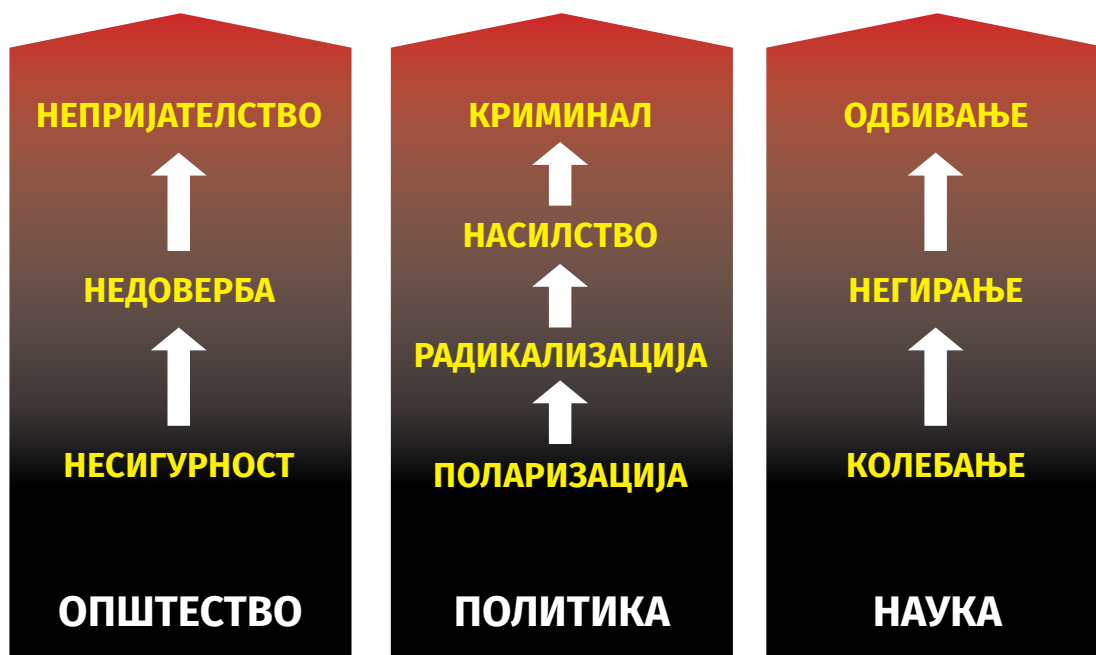 НЕПРИЈАТЕЛСТВО
НЕДОВЕРБА
НЕСИГУРНОСТ
ОПШТЕСТВО
КРИМИНАЛ
НАСИЛСТВО
РАДИКАЛИЗАЦИЈА
ПОЛАРИЗАЦИЈА
ПОЛИТИКА
ОДБИВАЊЕ
НЕГИРАЊЕ
КОЛЕБАЊЕ
НАУКА